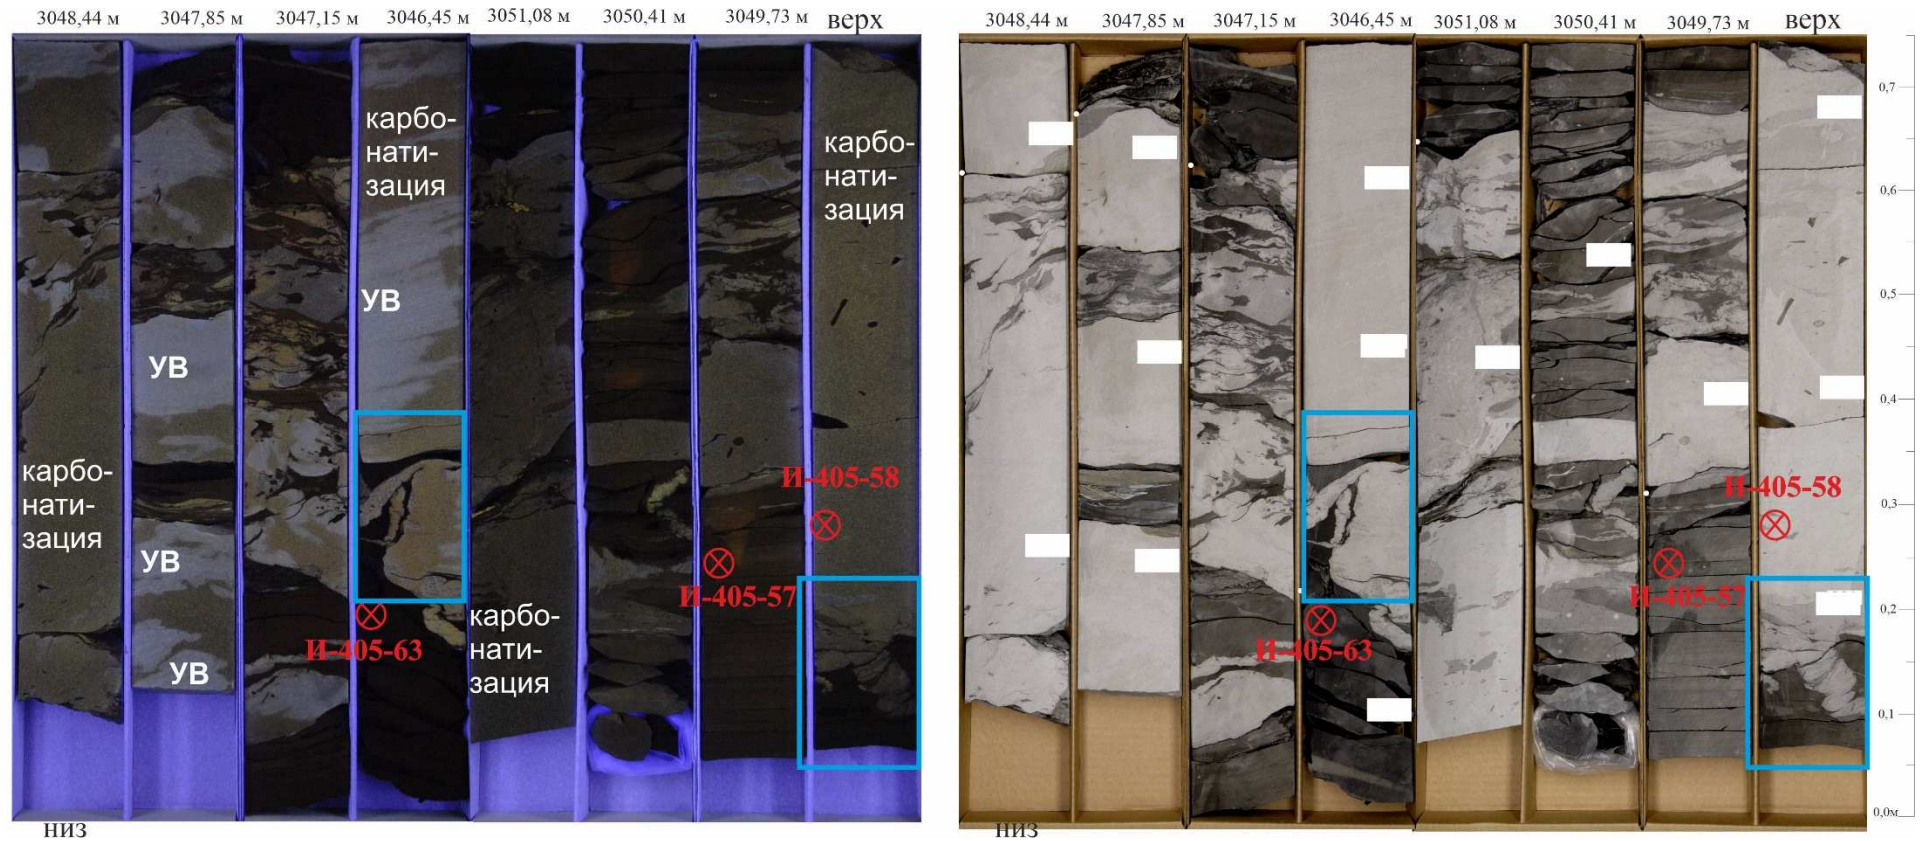 3048,44 м 3047,85 м 3047,15 м 3046,45 м 3051,08 м 3050,41 м 3049,73 м верх
карбо-
нати-
зация
карбо-
нати-
зация
УВ
УВ
карбо-
нати-
зация
И-405-58
УВ
И-405-57
карбо-
нати-
зация
И-405-63
УВ
низ
3048,44 м 3047,85 м 3047,15 м 3046,45 м 3051,08 м 3050,41 м 3049,73 м верх
0,7
0,6
0,5
0,4
И-405-58
0,3
И-405-57
0,2
И-405-63
0,1
0,0м
низ